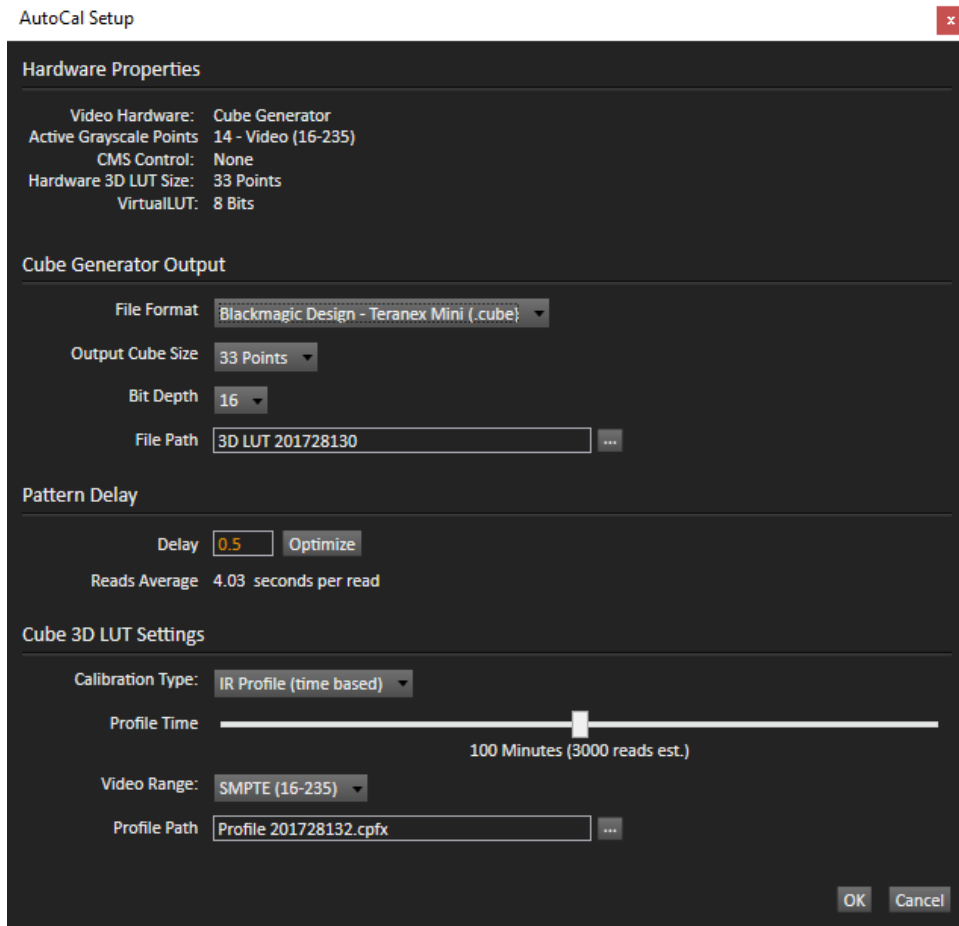 AutoCal Setup
x
Hardware Properties
Video Hardware: Cube Generator
Active Grayscale Points 14 - Video (16-235)
CMS Control: None
Hardware 3D LUT Size: 33 Points
VirtualLUT: 8 Bits
Cube Generator Output
File Format Blackmagic Design - Teranex Mini (.cube)
Output Cube Size 33 Points
Bit Depth 16
File Path 3D LUT 201728130 ...
Pattern Delay
Delay 0.5 Optimize
Reads Average 4.03 seconds per read
Cube 3D LUT Settings
Calibration Type: IR Profile (time based)
Profile Time
100 Minutes (3000 reads est.)
Video Range: SMPTE (16-235)
Profile Path Profile 201728132.cpfx ...
OK Cancel